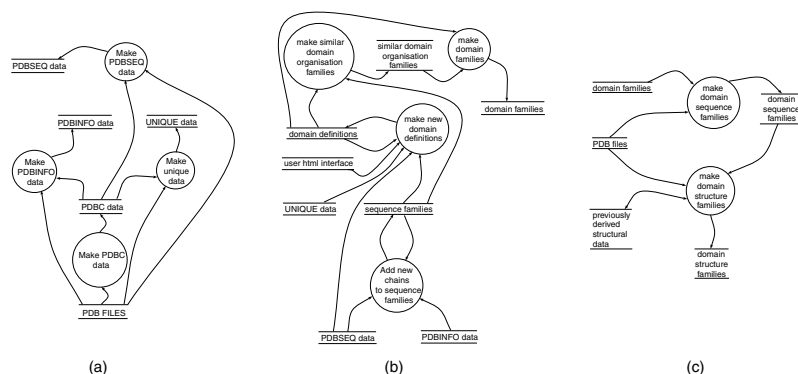 Make
PDBSEQ
data
PDBSEQ data
PDBINFO data
UNIQUE data
Make
PDBINFO
data
Make
unique
data
PDBC data
Make PDBC
data
PDB FILES
(a)
make similar
domain
organisation
families
similar domain
organisation
families
make
domain
families
domain families
domain definitions
make new
domain
definitions
user html interface
UNIQUE data
sequence families
Add new
chains
to sequence
families
PDBSEQ data
PDBINFO data
(b)
domain families
make
domain
sequence
families
domain
sequence
families
PDB files
make
domain
structure
families
previously
derived
structural
data
domain
structure
families
(c)